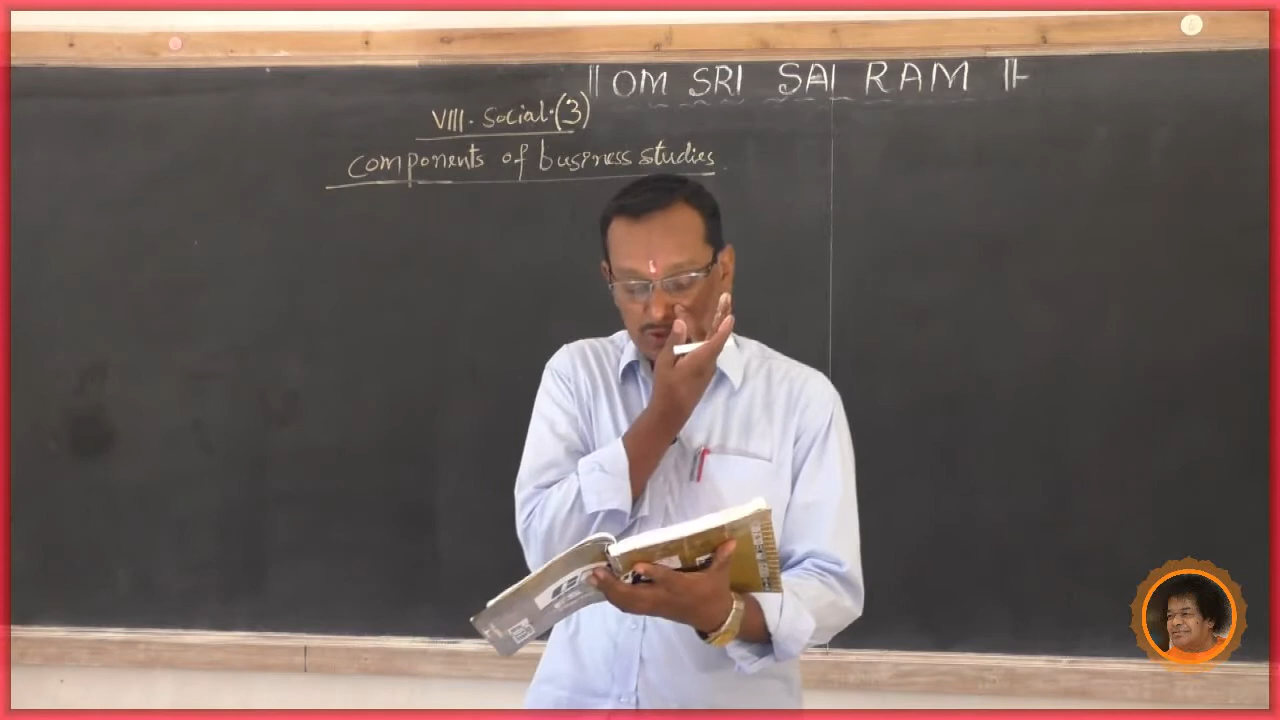 || OM SRI SAI RAM ||
VIII. Social.(3)
Components of business studies